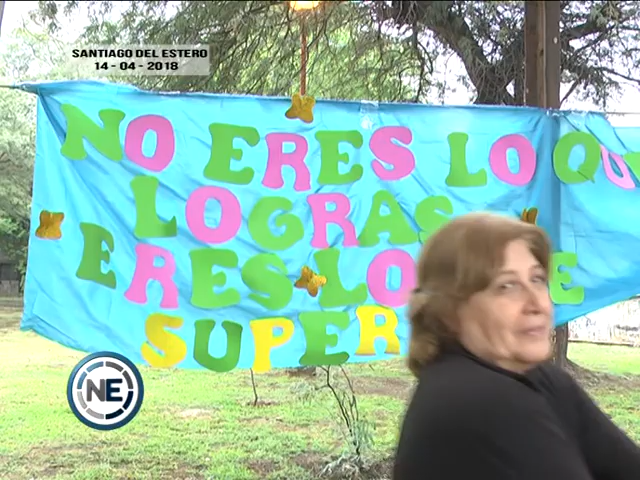 SANTIAGO DEL ESTERO
14 - 04 - 2018
NO ERES LO QU
LOGRAS
ERES LO E
SUPER
NE